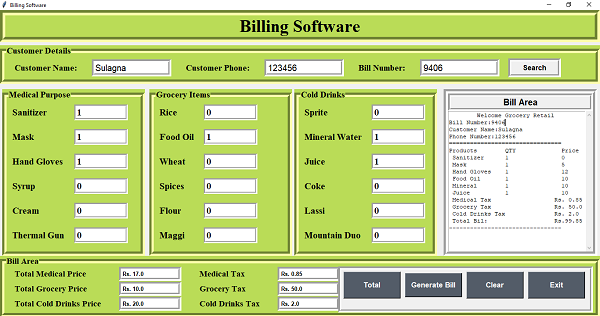 Billing Software
Billing Software
Customer Details
Customer Name: Sulagna Customer Phone: 123456 Bill Number: 9406 Search
Medical Purpose
Sanitizer 1
Mask 1
Hand Gloves 1
Syrup 0
Cream 0
Thermal Gun 0
Grocery Items
Rice 0
Food Oil 1
Wheat 0
Spices 0
Flour 0
Maggi 0
Cold Drinks
Sprite 0
Mineral Water 1
Juice 1
Coke 0
Lassi 0
Mountain Duo 0
Bill Area
Welcome Grocery Retail
Bill Number:9406
Customer Name:Sulagna
Phone Number:123456
================================
Products QTY Price
Sanitizer 1 0
Mask 1 5
Hand Gloves 1 12
Food Oil 1 10
Mineral 1 10
Juice 1 10
Medical Tax Rs. 0.85
Grocery Tax Rs. 50.0
Cold Drinks Tax Rs. 2.0
Total Bil: Rs.99.85
--------------------------------
Bill Area
Total Medical Price Rs. 17.0 Medical Tax Rs. 0.85
Total Grocery Price Rs. 10.0 Grocery Tax Rs. 50.0
Total Cold Drinks Price Rs. 20.0 Cold Drinks Tax Rs. 2.0
Total Generate Bill Clear Exit